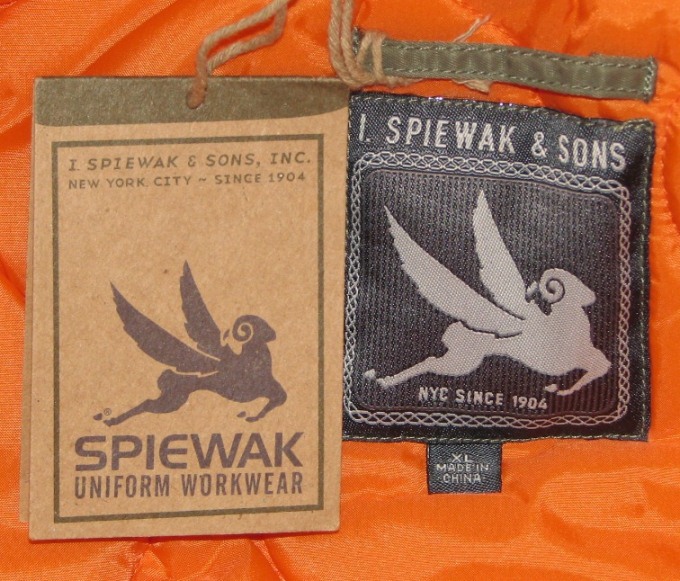 I. SPIEWAK & SONS, INC.
NEW YORK CITY ~ SINCE 1904
®
SPIEWAK
UNIFORM WORKWEAR
I. SPIEWAK & SONS
NYC SINCE 1904
XL
MADE IN
CHINA